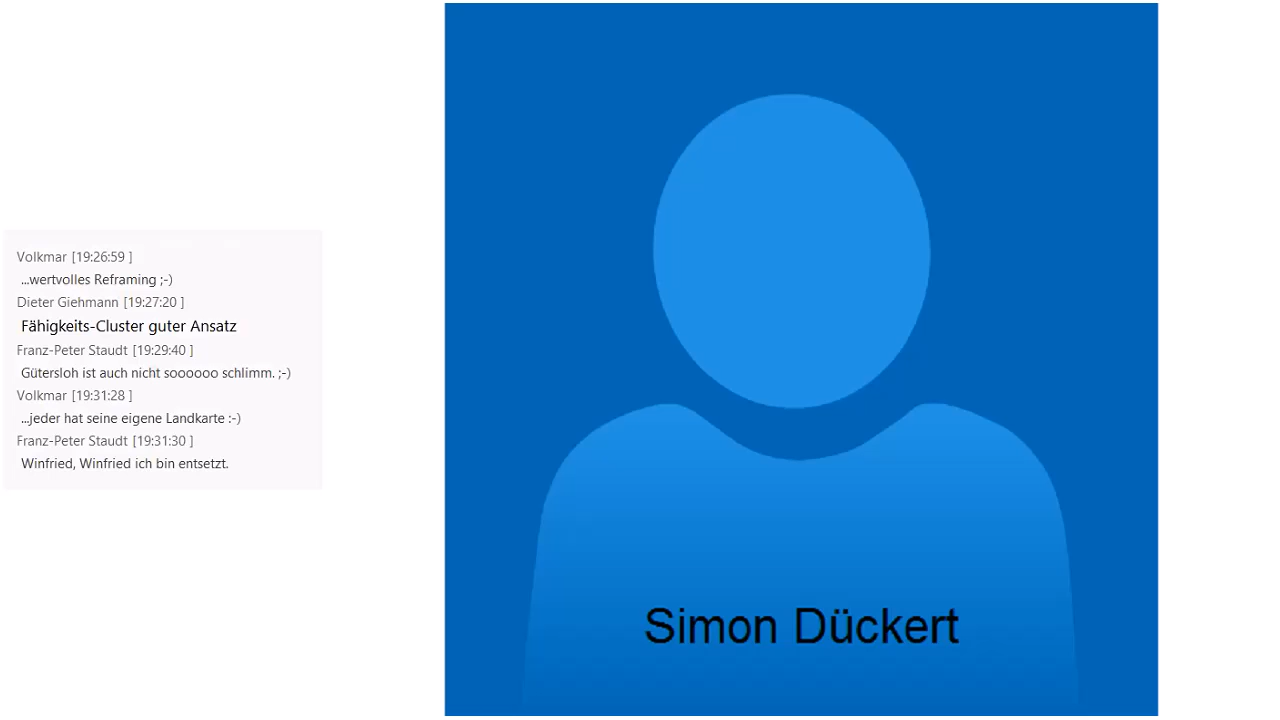 Volkmar [19:26:59 ]
...wertvolles Reframing ;-)
Dieter Giehmann [19:27:20 ]
Fähigkeits-Cluster guter Ansatz
Franz-Peter Staudt [19:29:40 ]
Gütersloh ist auch nicht soooooo schlimm. ;-)
Volkmar [19:31:28 ]
...jeder hat seine eigene Landkarte :-)
Franz-Peter Staudt [19:31:30 ]
Winfried, Winfried ich bin entsetzt.
Simon Dückert